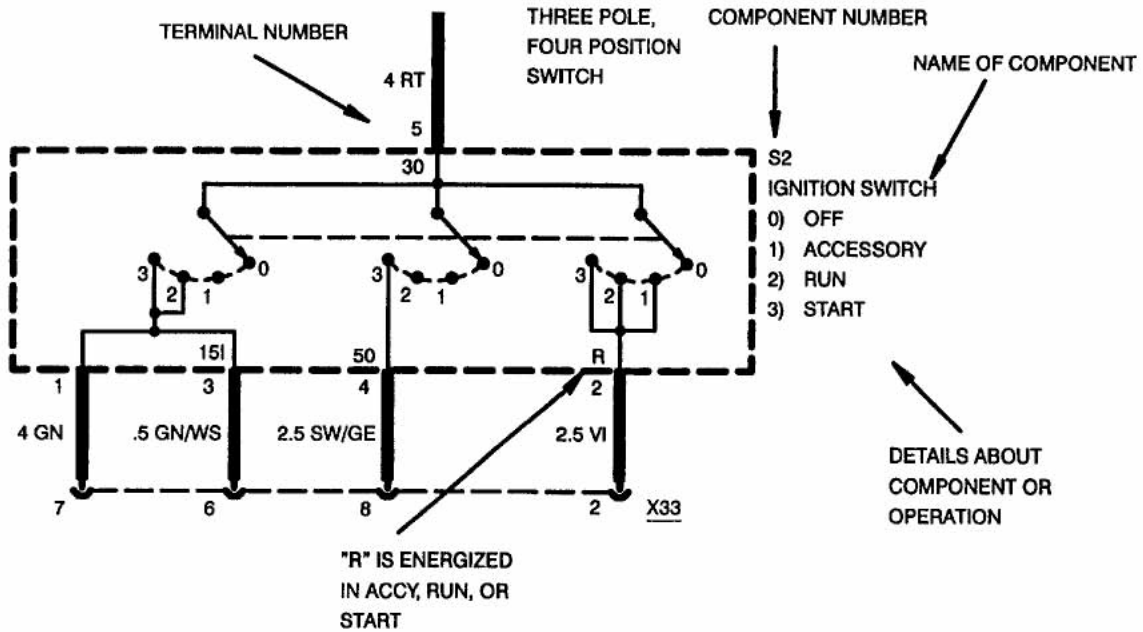 TERMINAL NUMBER
THREE POLE,
FOUR POSITION
SWITCH
COMPONENT NUMBER
NAME OF COMPONENT
4 RT
5
30
S2
IGNITION SWITCH
0) OFF
1) ACCESSORY
2) RUN
3) START
3 2 1 0
3 2 1 0
3 2 1 0
15I 50 R
1 3 4 2
4 GN .5 GN/WS 2.5 SW/GE 2.5 VI
7 6 8 2 X33
DETAILS ABOUT
COMPONENT OR
OPERATION
"R" IS ENERGIZED
IN ACCY, RUN, OR
START